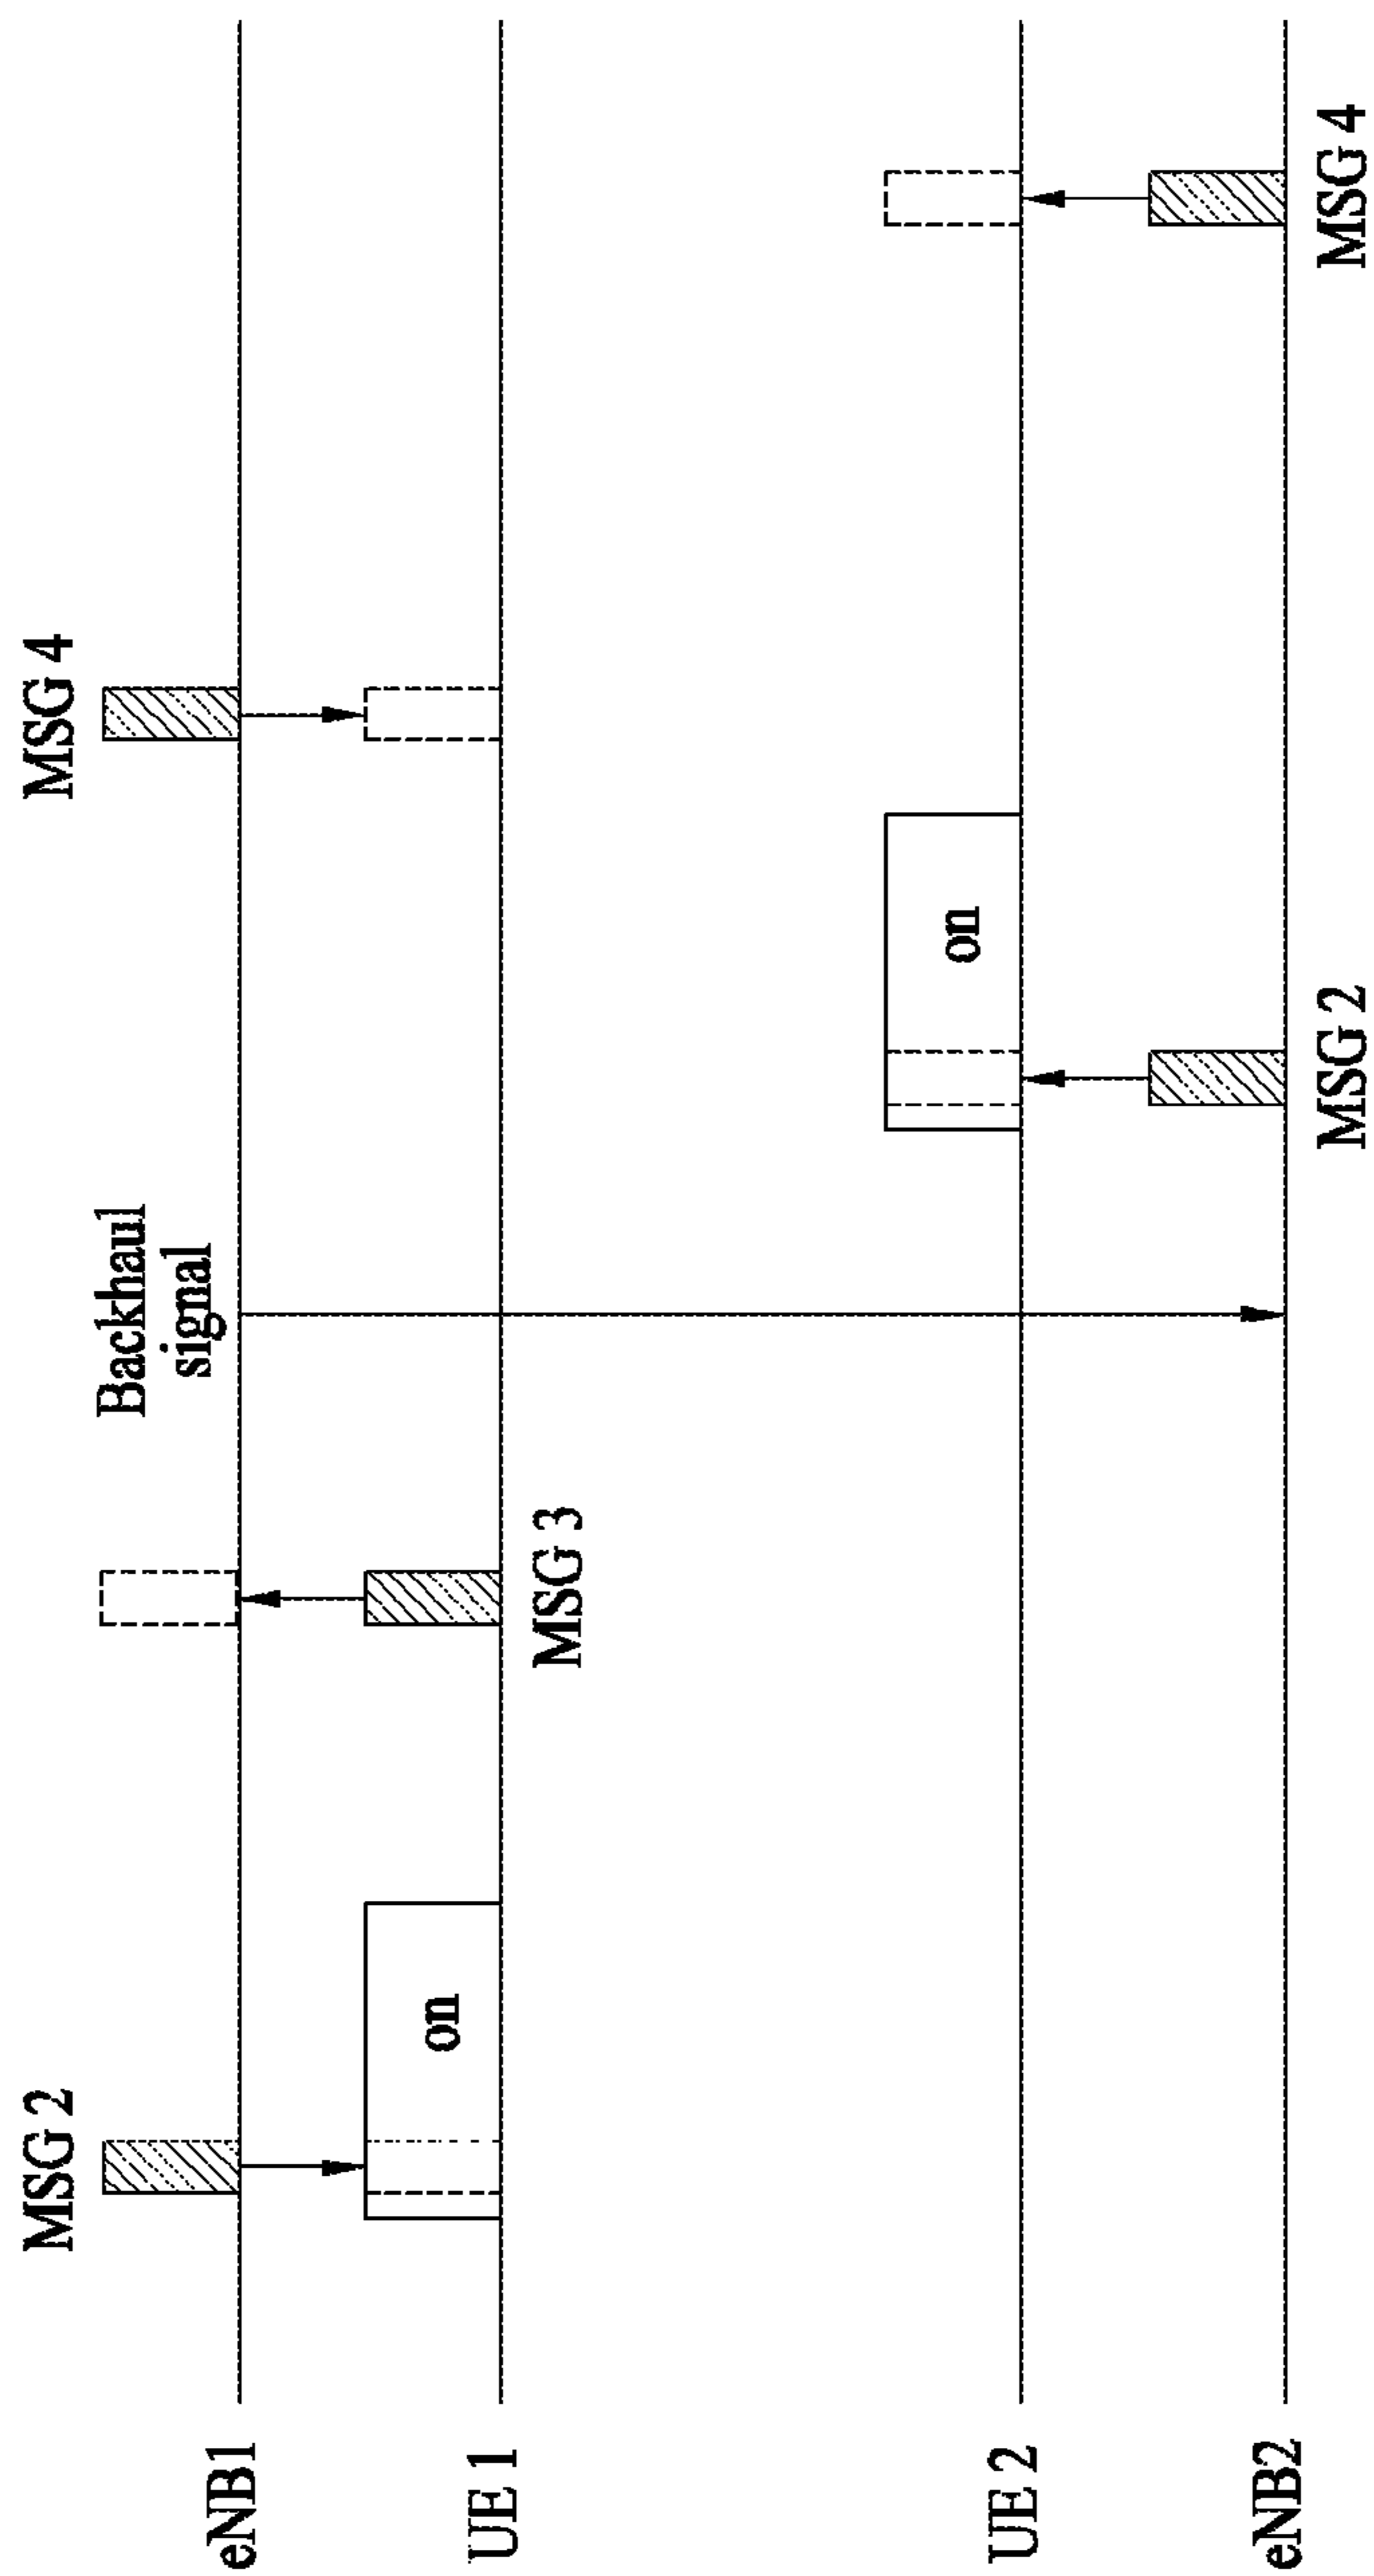 MSG 2
MSG 4
Backhaul
signal
eNB1
on
UE 1
MSG 3
on
UE 2
eNB2
MSG 2
MSG 4